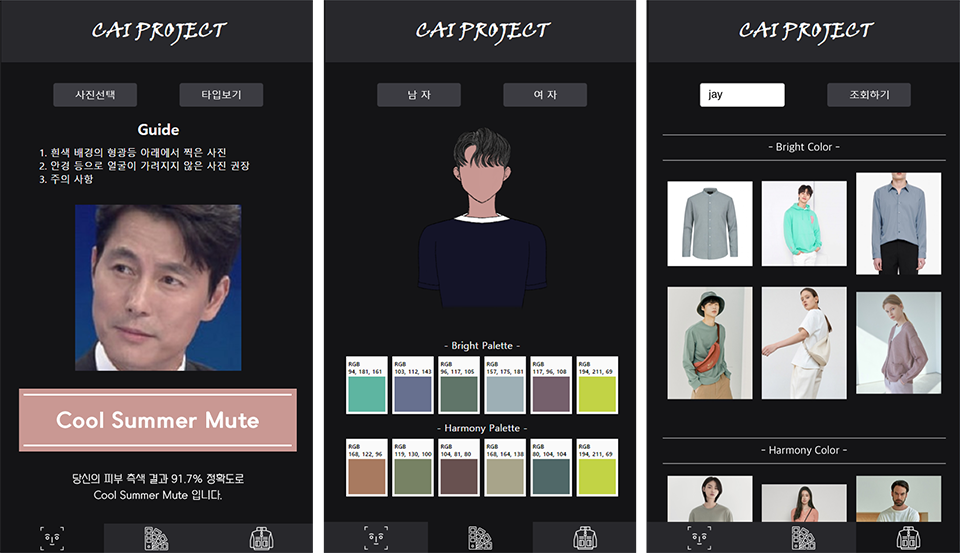 CAI PROJECT
사진선택
타입보기
Guide
1. 흰색 배경의 형광등 아래에서 찍은 사진
2. 안경 등으로 얼굴이 가려지지 않은 사진 권장
3. 주의 사항
Cool Summer Mute
당신의 피부 측색 결과 91.7% 정확도로
Cool Summer Mute 입니다.
CAI PROJECT
남 자
여 자
- Bright Palette -
RGB
94, 181, 161
RGB
103, 112, 143
RGB
96, 117, 105
RGB
157, 175, 181
RGB
117, 96, 108
RGB
194, 211, 69
- Harmony Palette -
RGB
168, 122, 96
RGB
119, 130, 100
RGB
104, 81, 80
RGB
168, 164, 138
RGB
80, 104, 104
RGB
194, 211, 69
CAI PROJECT
jay
조회하기
- Bright Color -
- Harmony Color -